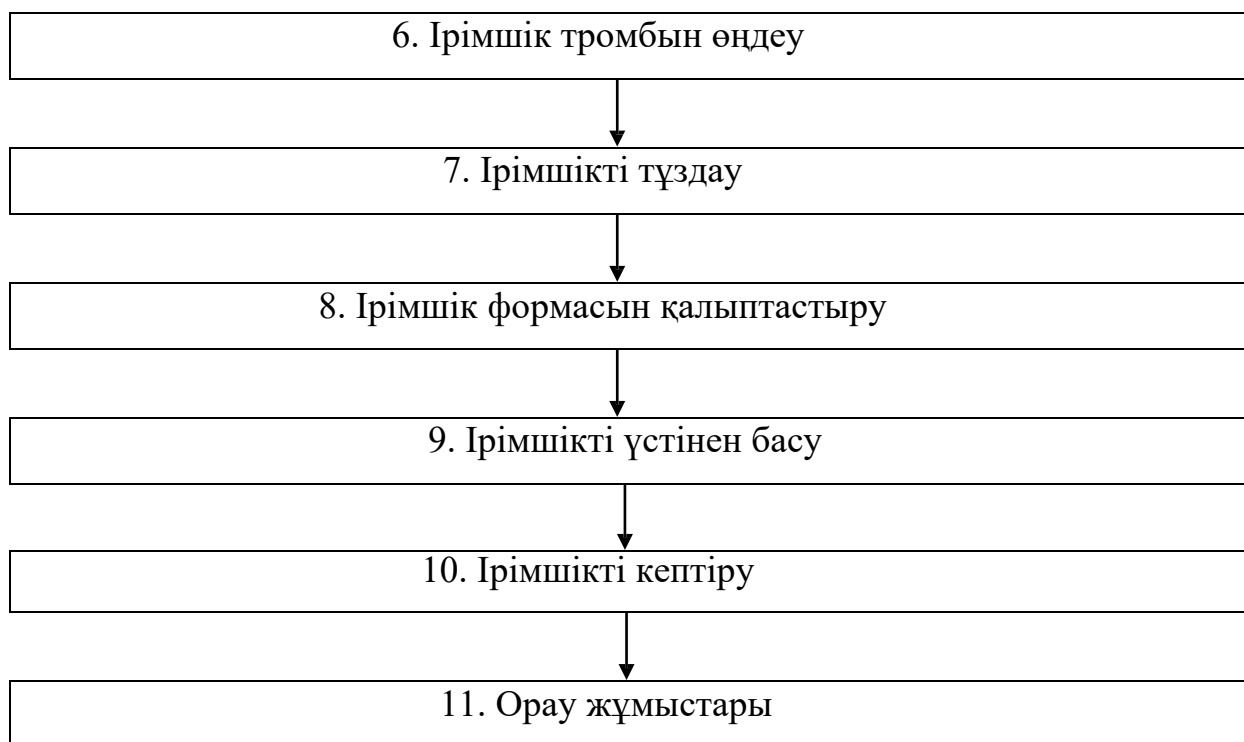 6. Ірімшік тромбын өңдеу
7. Ірімшікті тұздау
8. Ірімшік формасын қалыптастыру
9. Ірімшікті үстінен басу
10. Ірімшікті кептіру
11. Орау жұмыстары